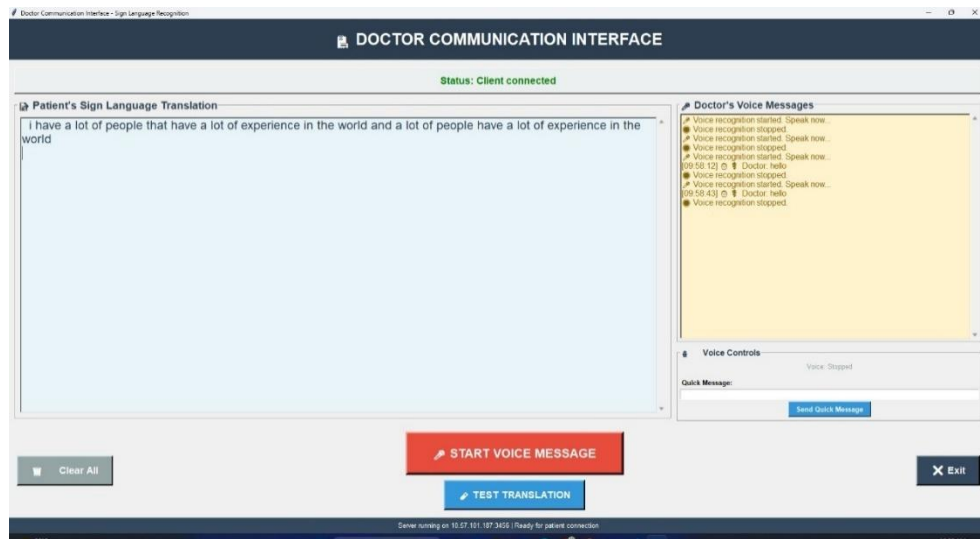 Doctor Communication Interface - Sign Language Recognition
DOCTOR COMMUNICATION INTERFACE
Status: Client connected
Patient's Sign Language Translation
i have a lot of people that have a lot of experience in the world and a lot of people have a lot of experience in the
world
Doctor's Voice Messages
Voice recognition started. Speak now...
Voice recognition stopped.
Voice recognition started. Speak now...
Voice recognition stopped.
Voice recognition started. Speak now...
[09:58:12] Doctor: hello
Voice recognition stopped.
Voice recognition started. Speak now...
[09:58:43] Doctor: hello
Voice recognition stopped.
Voice Controls
Voice: Stopped
Quick Message:
Send Quick Message
START VOICE MESSAGE
Clear All
X Exit
TEST TRANSLATION
Server running on 10.57.101.187:3456 | Ready for patient connection